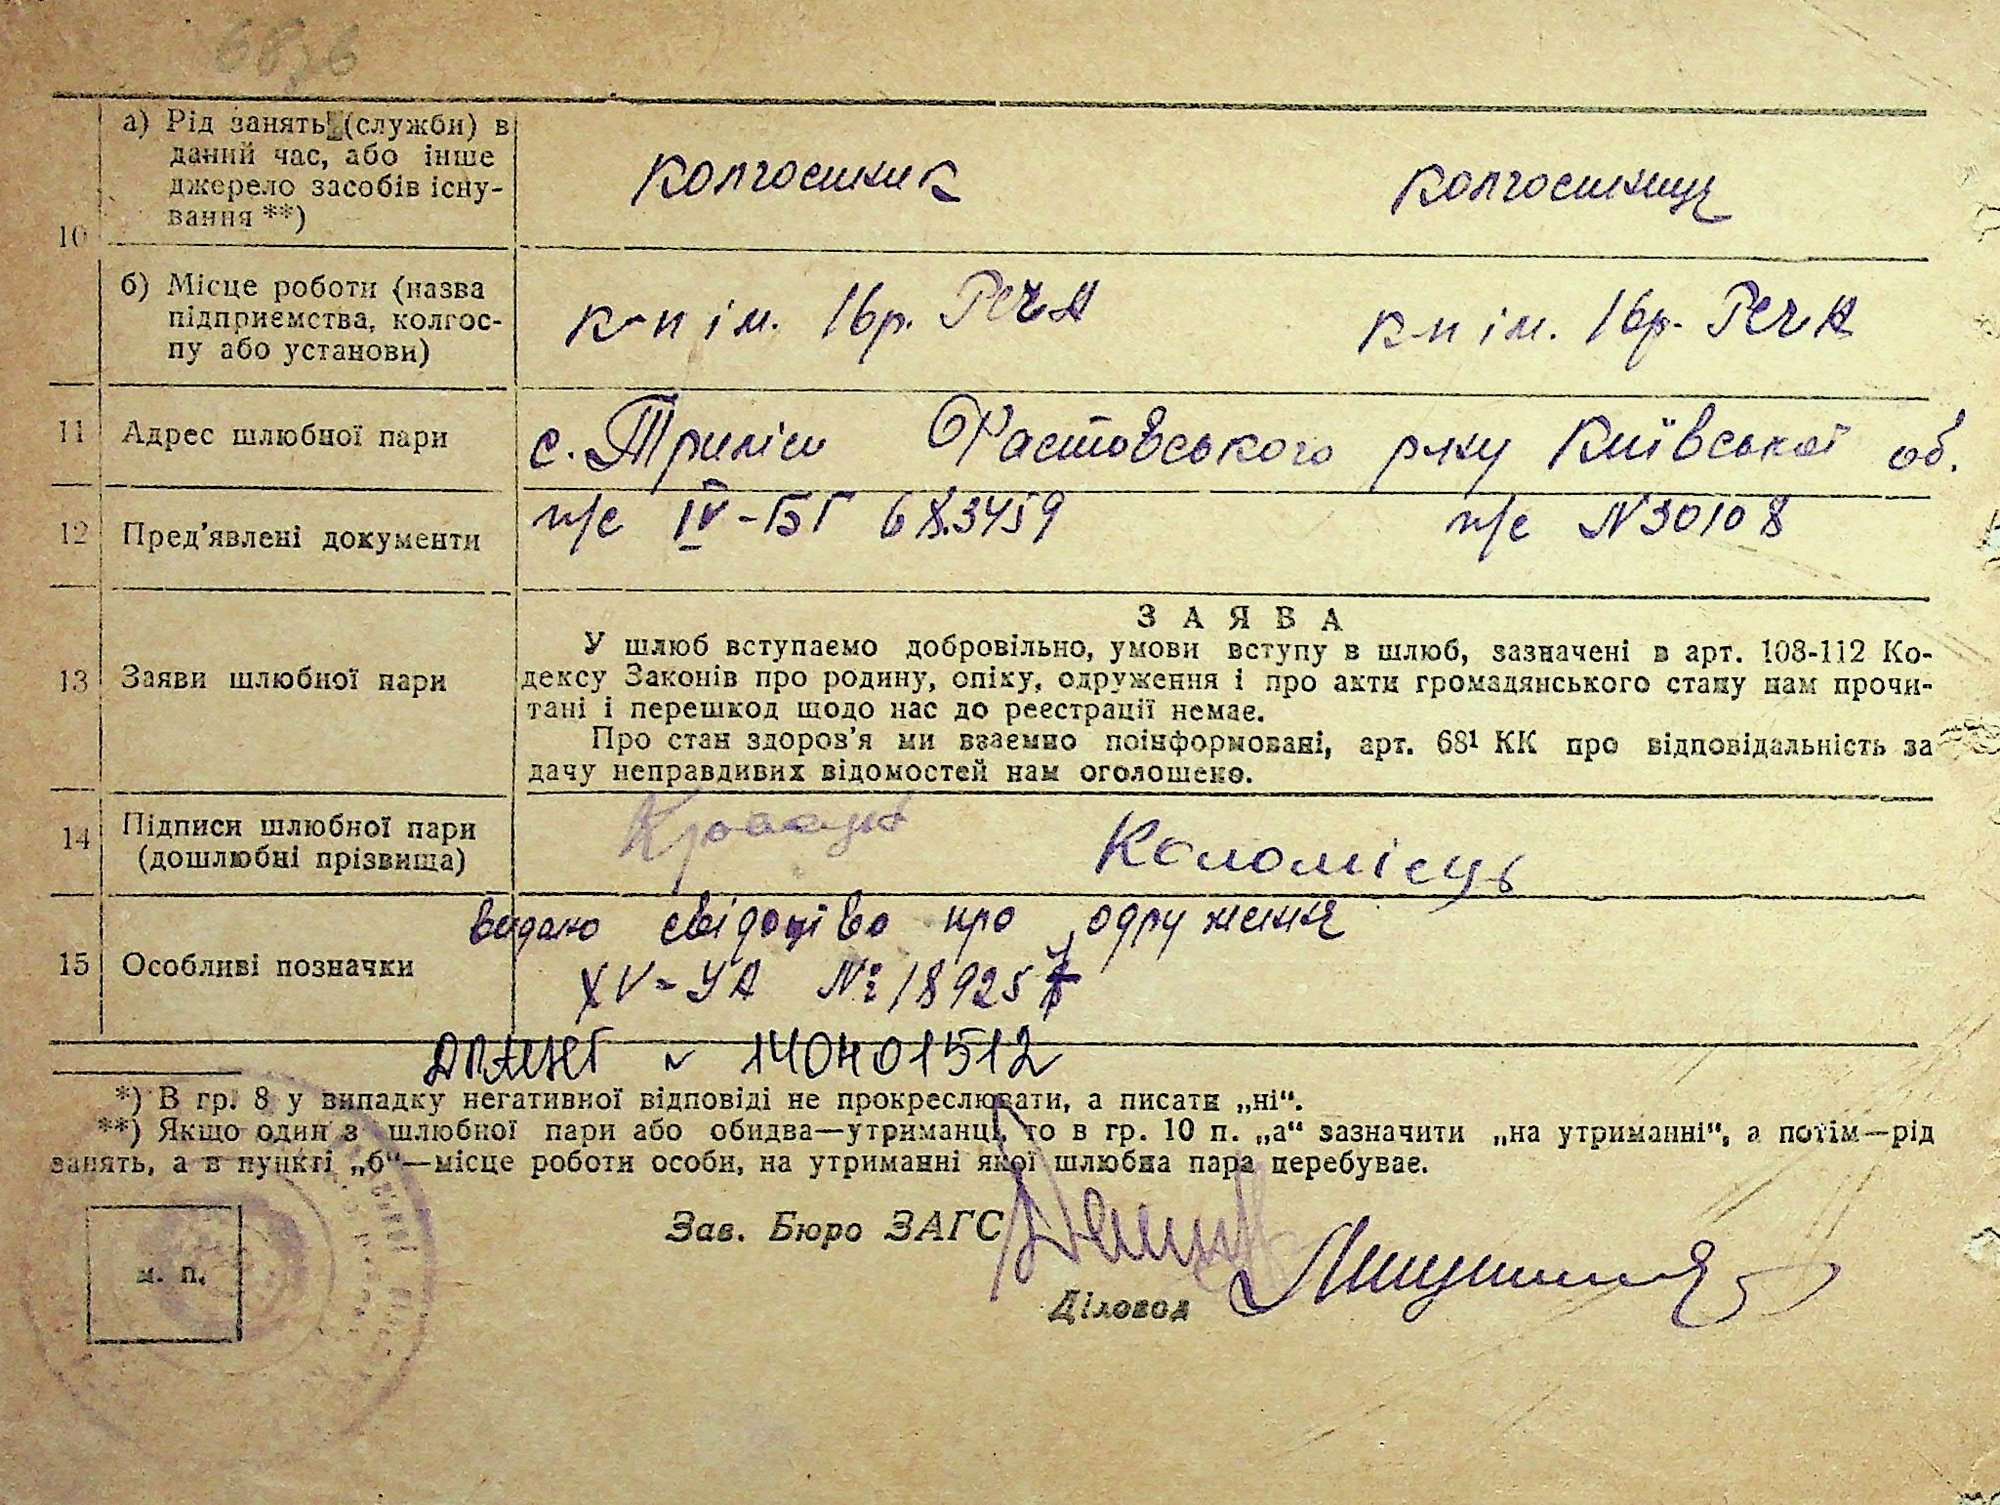 6876
10
а) Рід занять (служби) в
даний час, або інше
джерело засобів існу-
вання **)
колгоспник
колгоспниця
б) Місце роботи (назва
підприємства, колгос-
пу або установи)
к-п ім. 16р. РСЧА
к-п ім. 16р. РСЧА
11
Адрес шлюбної пари
с. Триліси Фастовського р-ну Київської об.
12
Пред'явлені документи
п/с IV-БГ 683459
п/с N30108
13
Заяви шлюбної пари
ЗАЯВА
У шлюб вступаємо добровільно, умови вступу в шлюб, зазначені в арт. 108-112 Ко-
дексу Законів про родину, опіку, одруження і про акти громадянського стану нам прочи-
тані і перешкод щодо нас до реєстрації немає.
Про стан здоров'я ми взаємно поінформовані, арт. 68¹ КК про відповідальність за
дачу неправдивих відомостей нам оголошено.
14
Підписи шлюбної пари
(дошлюбні прізвища)
Коломієць
15
Особливі позначки
видано свідоцтво про одруження
XV-УА №189257
N 140401512
*) В гр. 8 у випадку негативної відповіді не прокреслювати, а писати „ні“.
**) Якщо один з шлюбної пари або обидва—утриманці, то в гр. 10 п. „а“ зазначити „на утриманні“, а потім—рід
занять, а в пункті „б“—місце роботи особи, на утриманні якої шлюбна пара перебуває.
м. п.
Зав. Бюро ЗАГС
Діловод